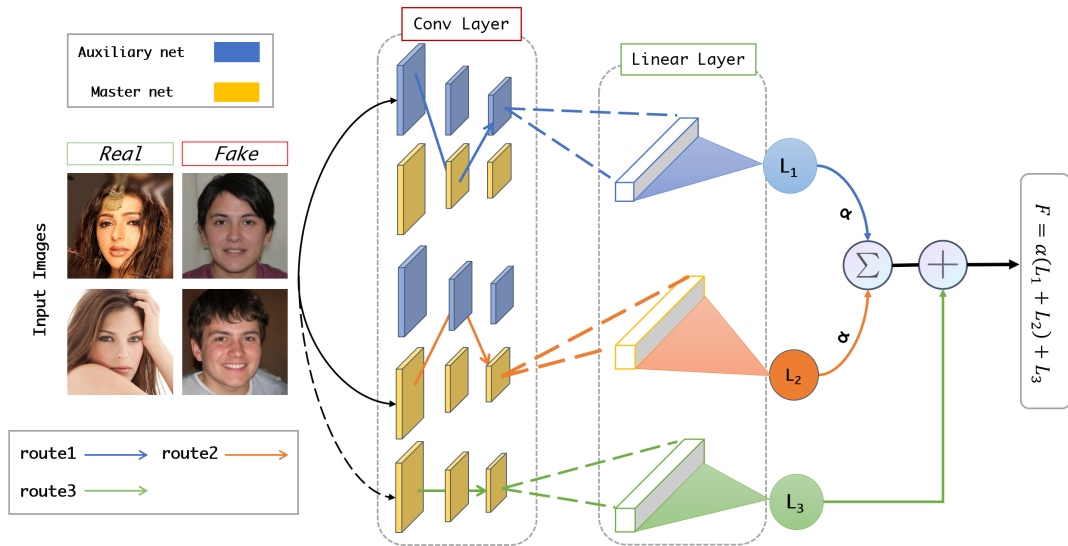 Conv Layer
Auxiliary net
Master net
Linear Layer
Real
Fake
Input Images
L1
α
Σ
+
F = α(L1 + L2) + L3
α
L2
route1
route2
route3
L3